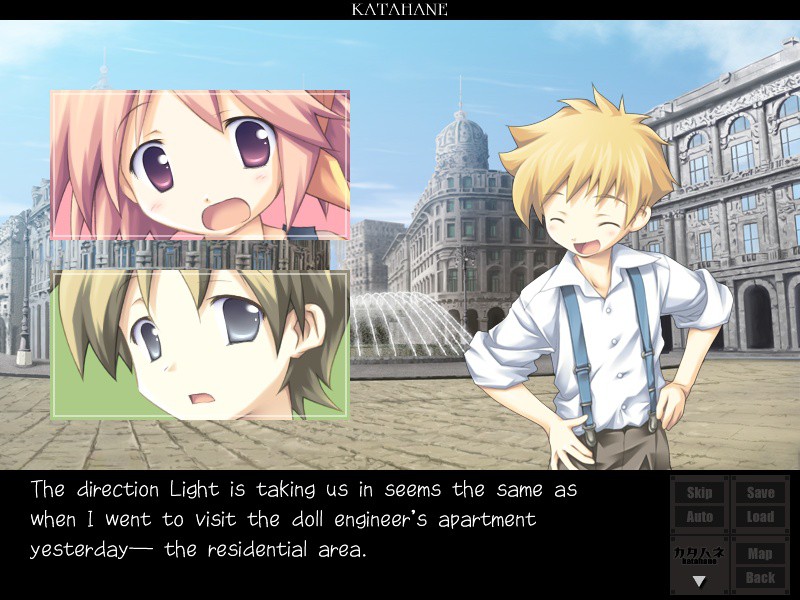 KATAHANE
The direction Light is taking us in seems the same as
when I went to visit the doll engineer's apartment
yesterday— the residential area.
Skip
Save
Auto
Load
カタハネ
katahane
Map
Back